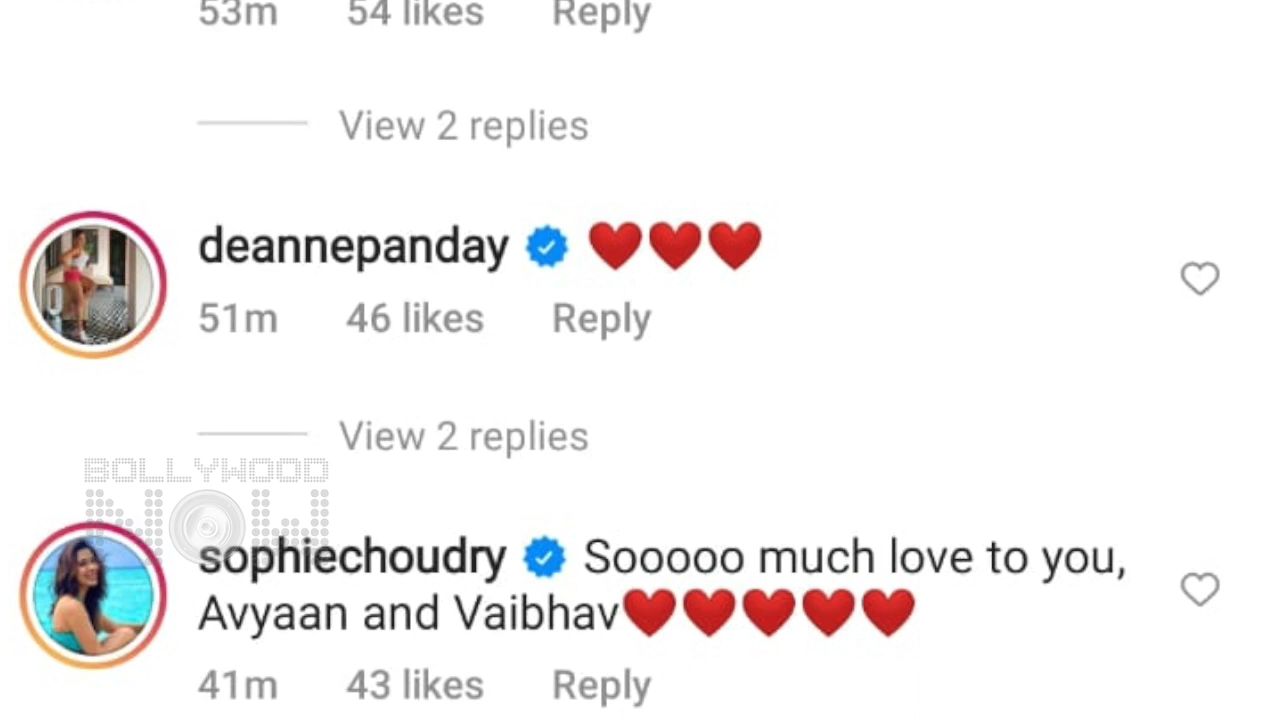 53m 54 likes Reply
View 2 replies
deannepanday ❤️❤️❤️
51m 46 likes Reply
View 2 replies
BOLLYWOOD
NOW
sophiechoudry Sooooo much love to you,
Avyaan and Vaibhav❤️❤️❤️❤️❤️
41m 43 likes Reply